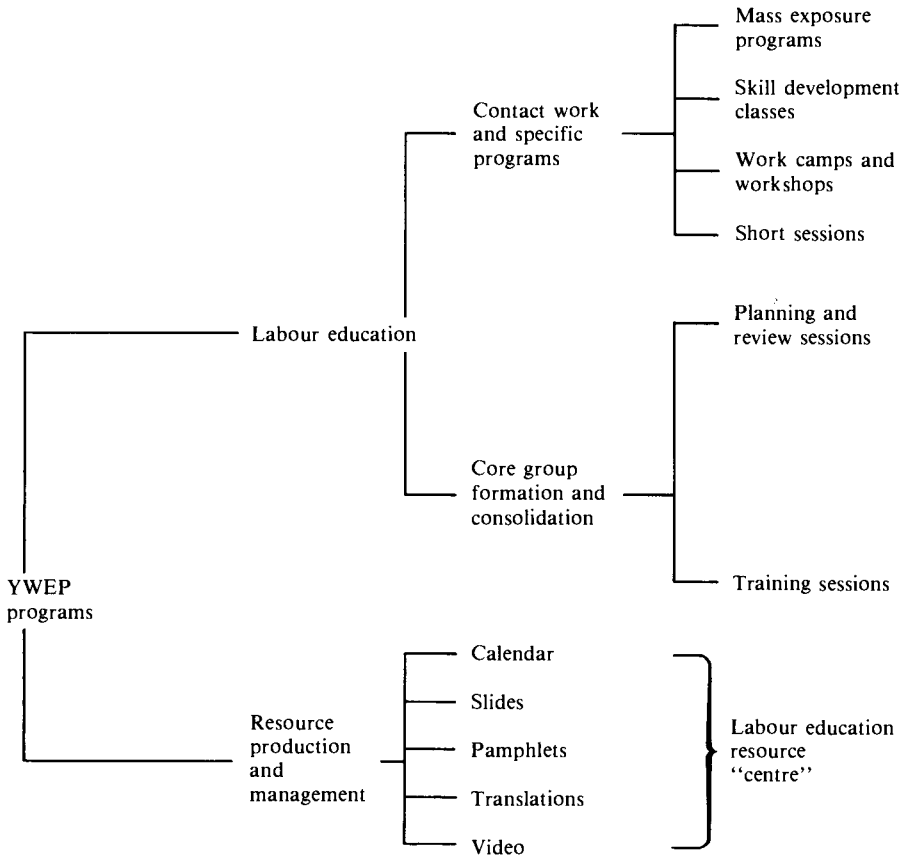 Mass exposure
programs
Skill development
classes
Contact work
and specific
programs
Work camps and
workshops
Short sessions
Planning and
review sessions
Labour education
Core group
formation and
consolidation
Training sessions
YWEP
programs
Calendar
Slides
Resource
production
and
management
Pamphlets
Translations
Video
Labour education
resource
“centre”